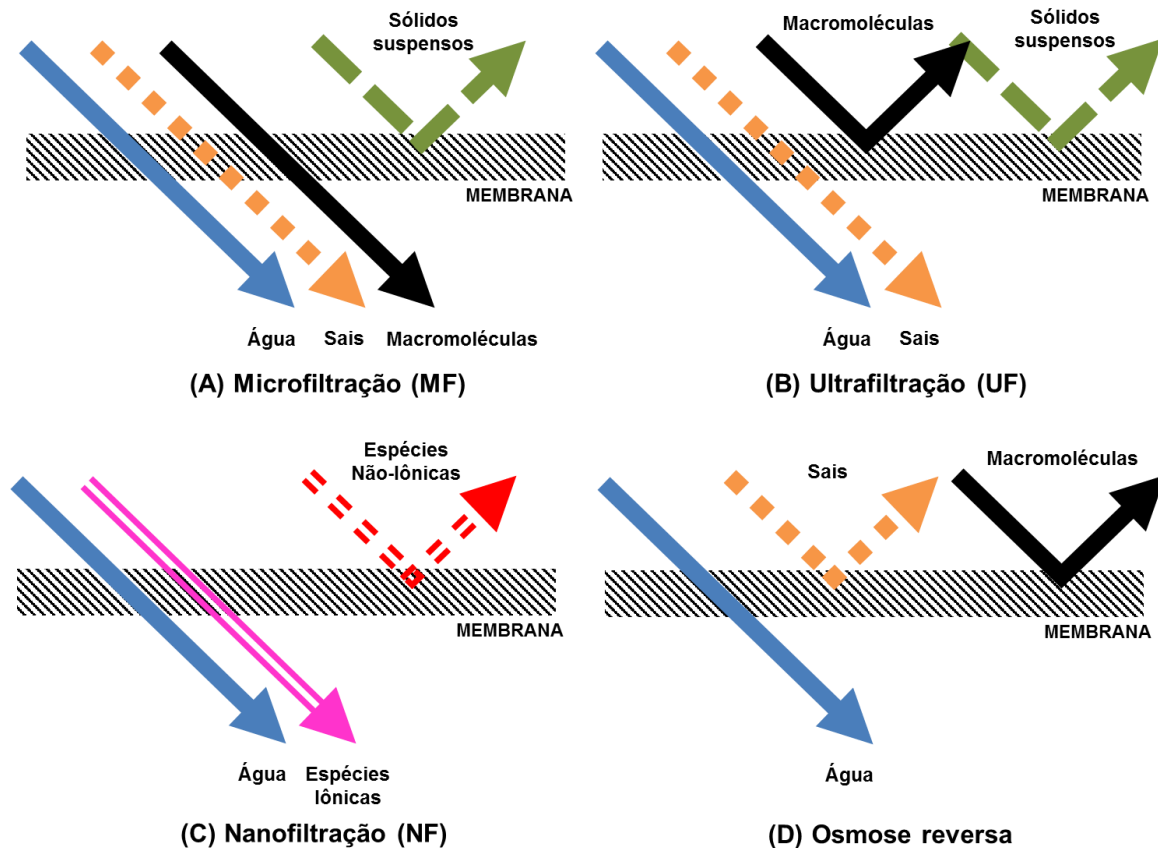 Sólidos
suspensos
MEMBRANA
Água
Sais
Macromoléculas
(A) Microfiltração (MF)
Macromoléculas
Sólidos
suspensos
MEMBRANA
Água
Sais
(B) Ultrafiltração (UF)
Espécies
Não-Iônicas
MEMBRANA
Água
Espécies
Iônicas
(C) Nanofiltração (NF)
Sais
Macromoléculas
MEMBRANA
Água
(D) Osmose reversa